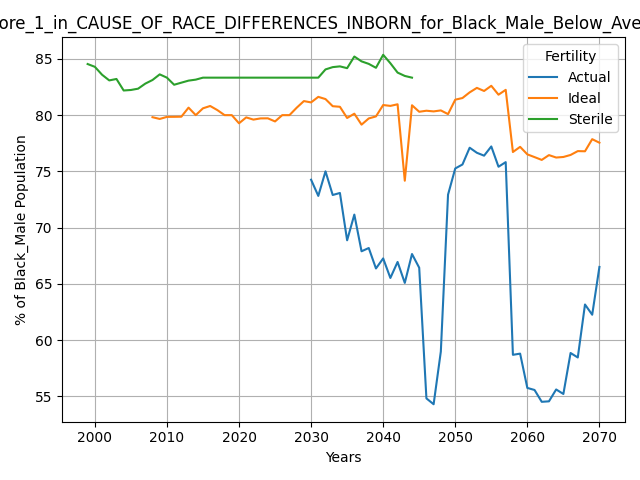 ore_1_in_CAUSE_OF_RACE_DIFFERENCES_INBORN_for_Black_Male_Below_Ave
Fertility
Actual
Ideal
Sterile
% of Black_Male Population
85
80
75
70
65
60
55
2000
2010
2020
2030
2040
2050
2060
2070
Years